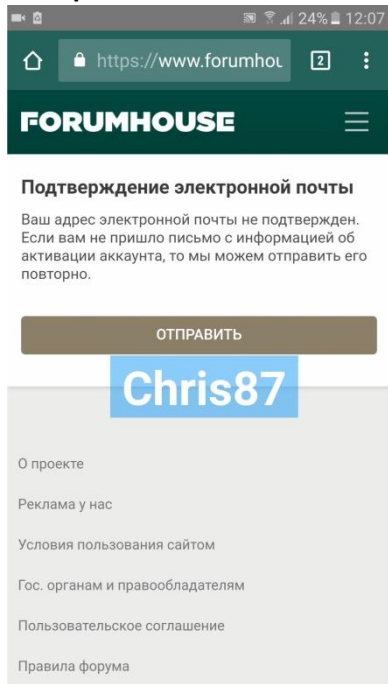 24% 12:07
https://www.forumhou
2
FORUMHOUSE
Подтверждение электронной почты
Ваш адрес электронной почты не подтвержден.
Если вам не пришло письмо с информацией об
активации аккаунта, то мы можем отправить его
повторно.
ОТПРАВИТЬ
Chris87
О проекте
Реклама у нас
Условия пользования сайтом
Гос. органам и правообладателям
Пользовательское соглашение
Правила форума